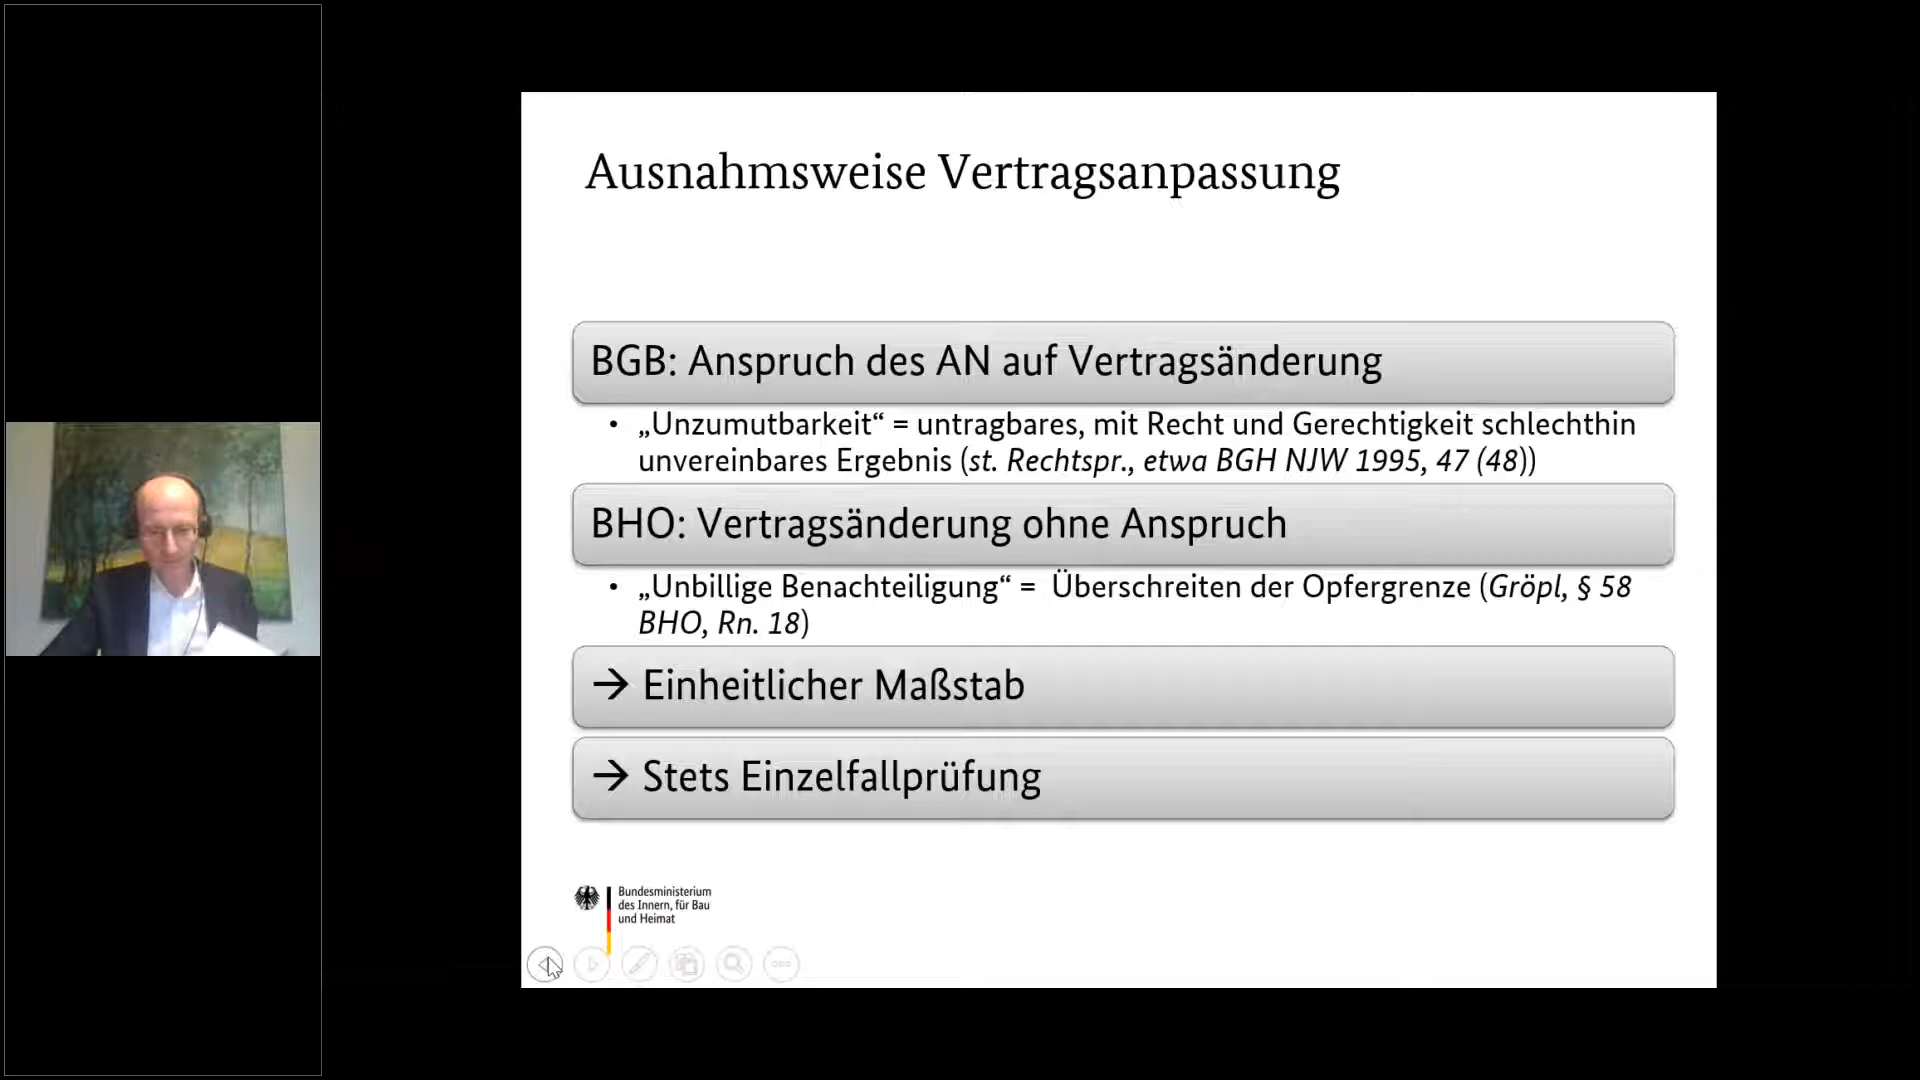 Ausnahmsweise Vertragsanpassung
BGB: Anspruch des AN auf Vertragsänderung
• „Unzumutbarkeit“ = untragbares, mit Recht und Gerechtigkeit schlechthin
unvereinbares Ergebnis (st. Rechtspr., etwa BGH NJW 1995, 47 (48))
BHO: Vertragsänderung ohne Anspruch
• „Unbillige Benachteiligung“ = Überschreiten der Opfergrenze (Gröpl, § 58
BHO, Rn. 18)
→ Einheitlicher Maßstab
→ Stets Einzelfallprüfung
Bundesministerium
des Innern, für Bau
und Heimat